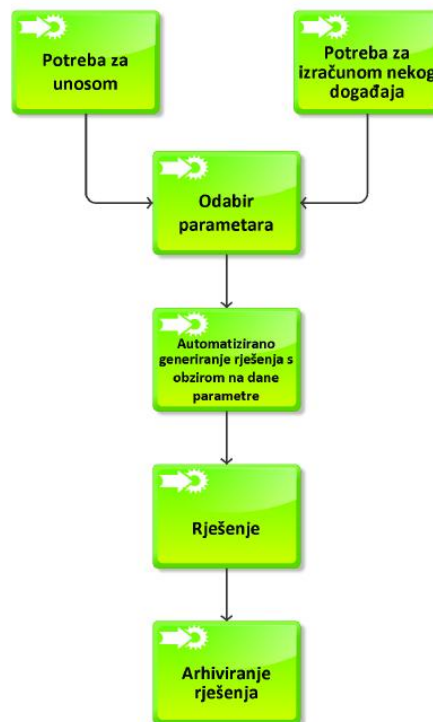 Potreba za
unosom
Potreba za
izračunom nekog
događaja
Odabir
parametara
Automatizirano
generiranje rješenja s
obzirom na dane
parametre
Rješenje
Arhiviranje
rješenja